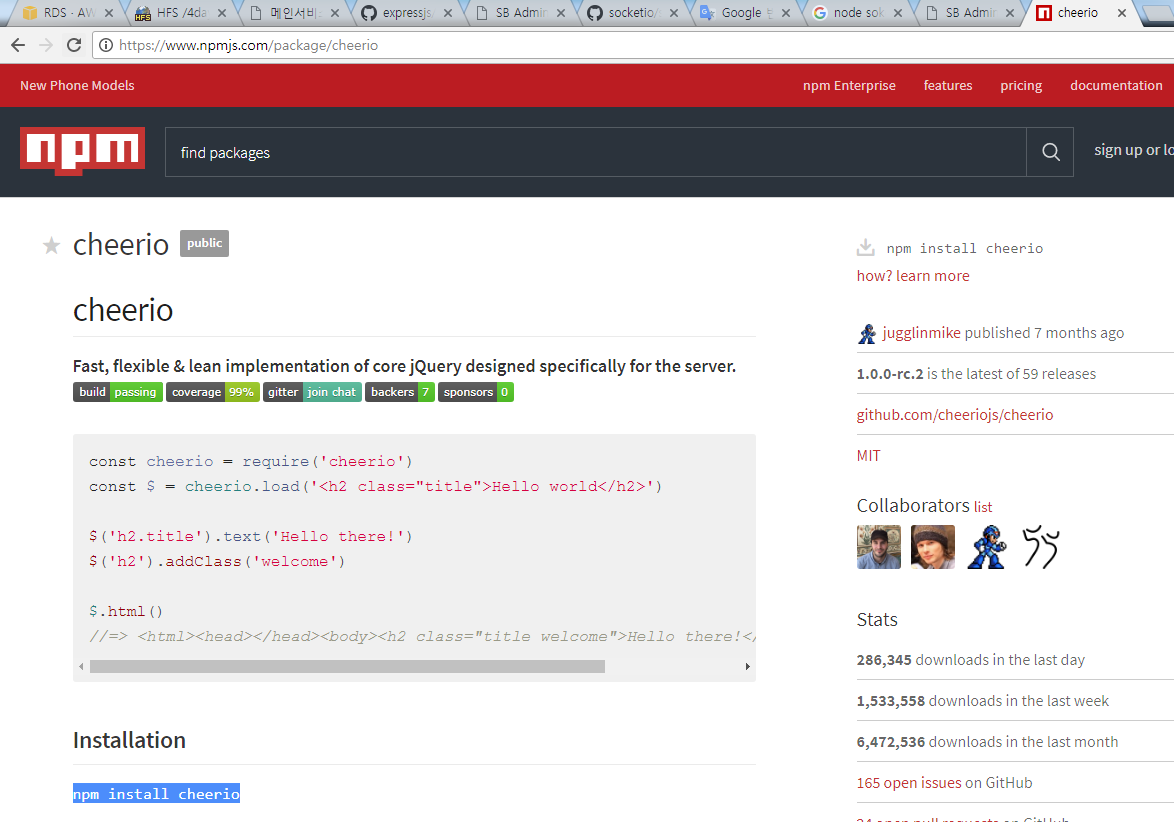 RDS · AW
HFS /4da
메인서비스
expressjs
SB Admin
socketio/
Google 번
node sok
SB Admin
cheerio
https://www.npmjs.com/package/cheerio
New Phone Models
npm Enterprise
features
pricing
documentation
npm
find packages
sign up or lo
cheerio public
cheerio
Fast, flexible & lean implementation of core jQuery designed specifically for the server.
build passing coverage 99% gitter join chat backers 7 sponsors 0
const cheerio = require('cheerio')
const $ = cheerio.load('<h2 class="title">Hello world</h2>')
$('h2.title').text('Hello there!')
$('h2').addClass('welcome')
$.html()
//=> <html><head></head><body><h2 class="title welcome">Hello there!</
Installation
npm install cheerio
npm install cheerio
how? learn more
jugglinmike published 7 months ago
1.0.0-rc.2 is the latest of 59 releases
github.com/cheeriojs/cheerio
MIT
Collaborators list
Stats
286,345 downloads in the last day
1,533,558 downloads in the last week
6,472,536 downloads in the last month
165 open issues on GitHub
open pull requests on GitHub